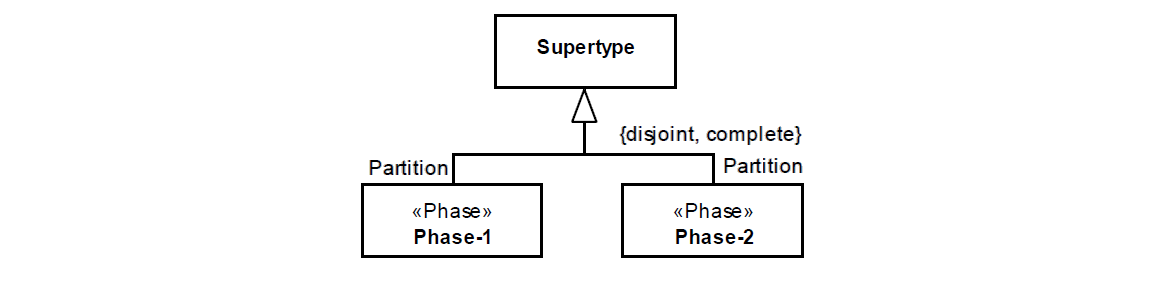 Supertype
{disjoint, complete}
Partition
Partition
«Phase»
Phase-1
«Phase»
Phase-2